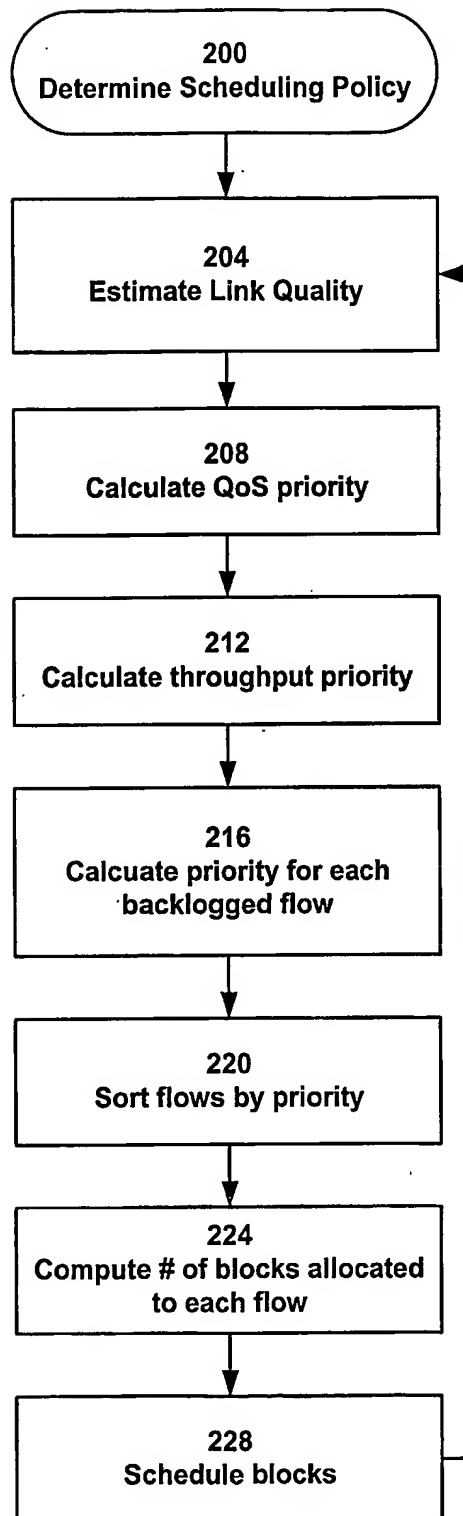 200
Determine Scheduling Policy
204
Estimate Link Quality
208
Calculate QoS priority
212
Calculate throughput priority
216
Calcuate priority for each
backlogged flow
220
Sort flows by priority
224
Compute # of blocks allocated
to each flow
228
Schedule blocks